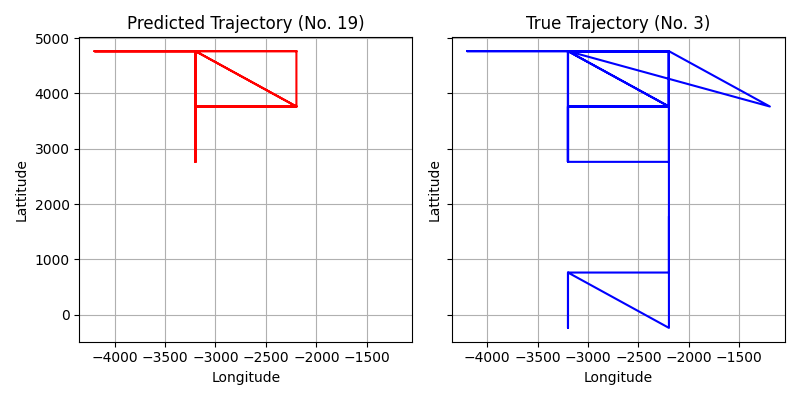 Predicted Trajectory (No. 19)
True Trajectory (No. 3)
5000
4000
3000
2000
1000
0
Lattitude
Lattitude
−4000 −3500 −3000 −2500 −2000 −1500
−4000 −3500 −3000 −2500 −2000 −1500
Longitude
Longitude